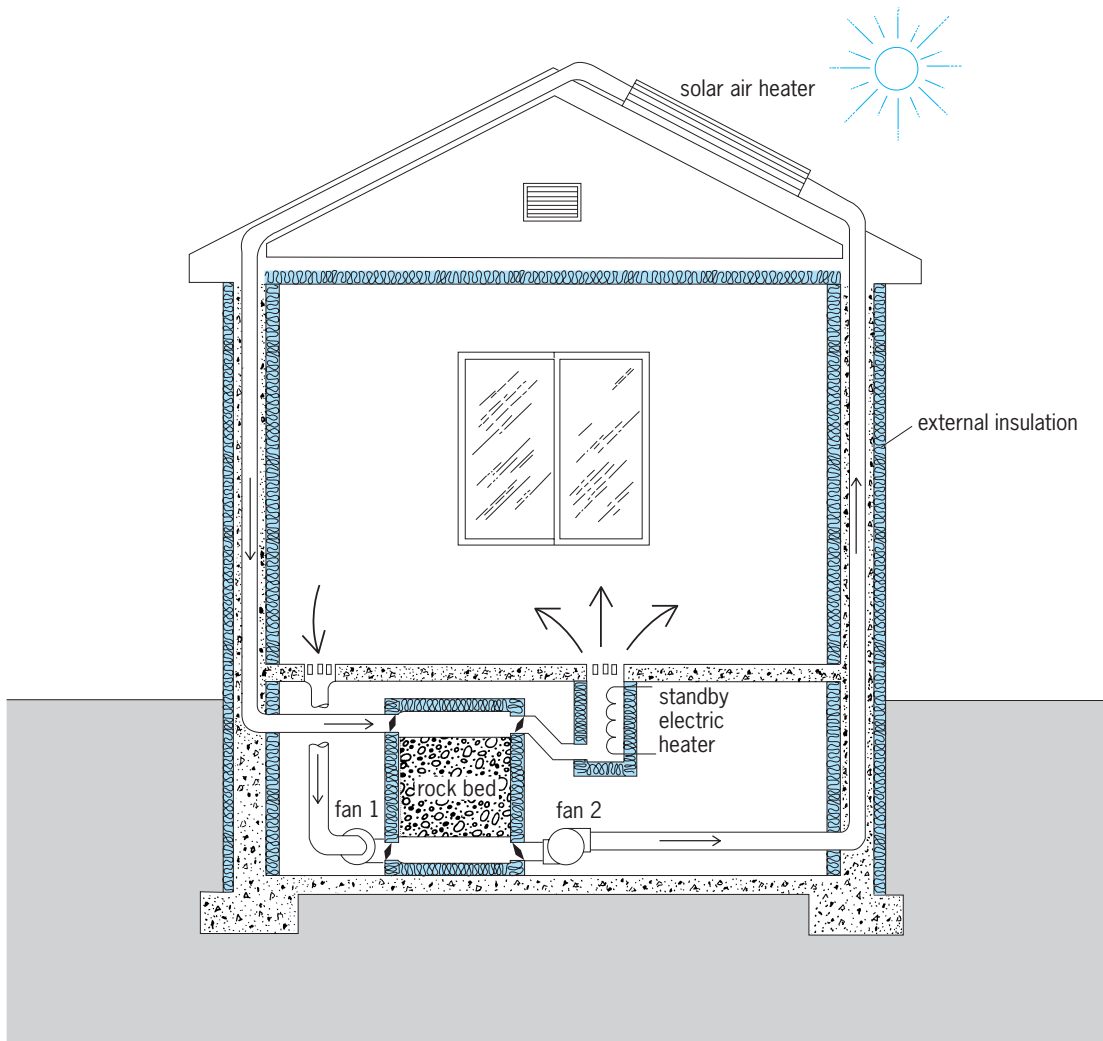 solar air heater
external insulation
standby
electric
heater
rock bed
fan 1
fan 2